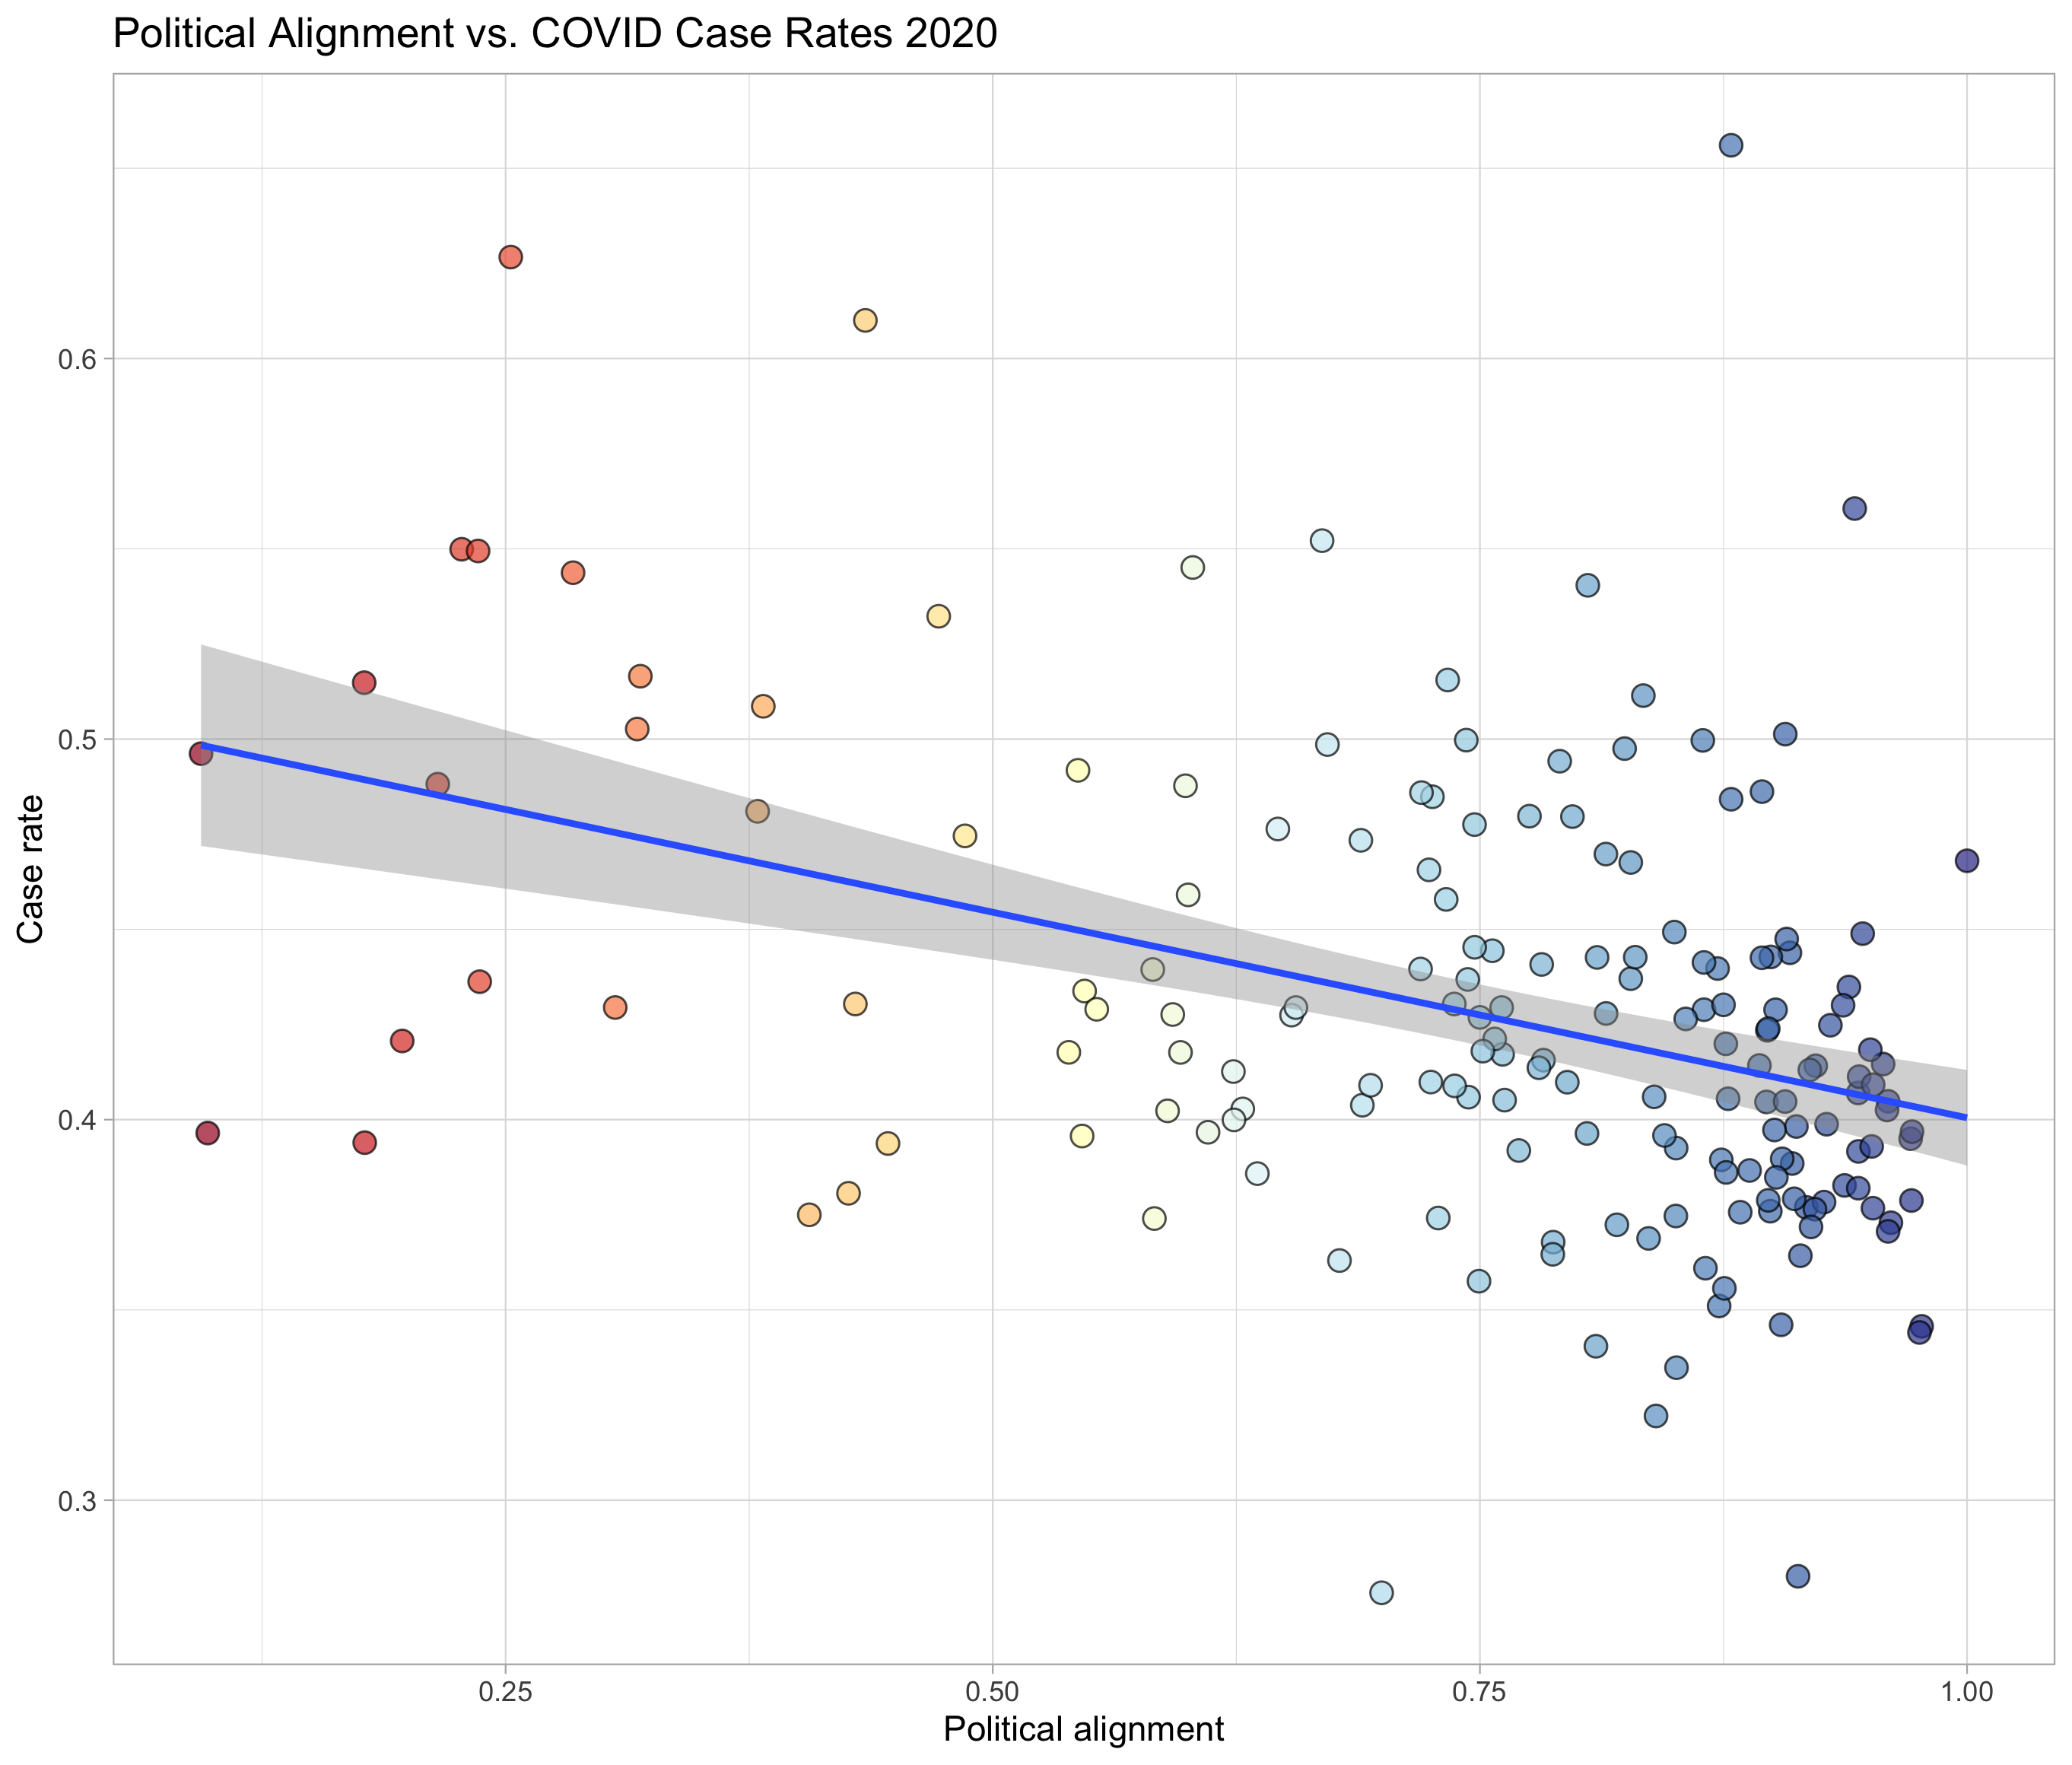 Political Alignment vs. COVID Case Rates 2020
0.6
0.5
0.4
0.3
Case rate
0.25 0.50 0.75 1.00
Political alignment